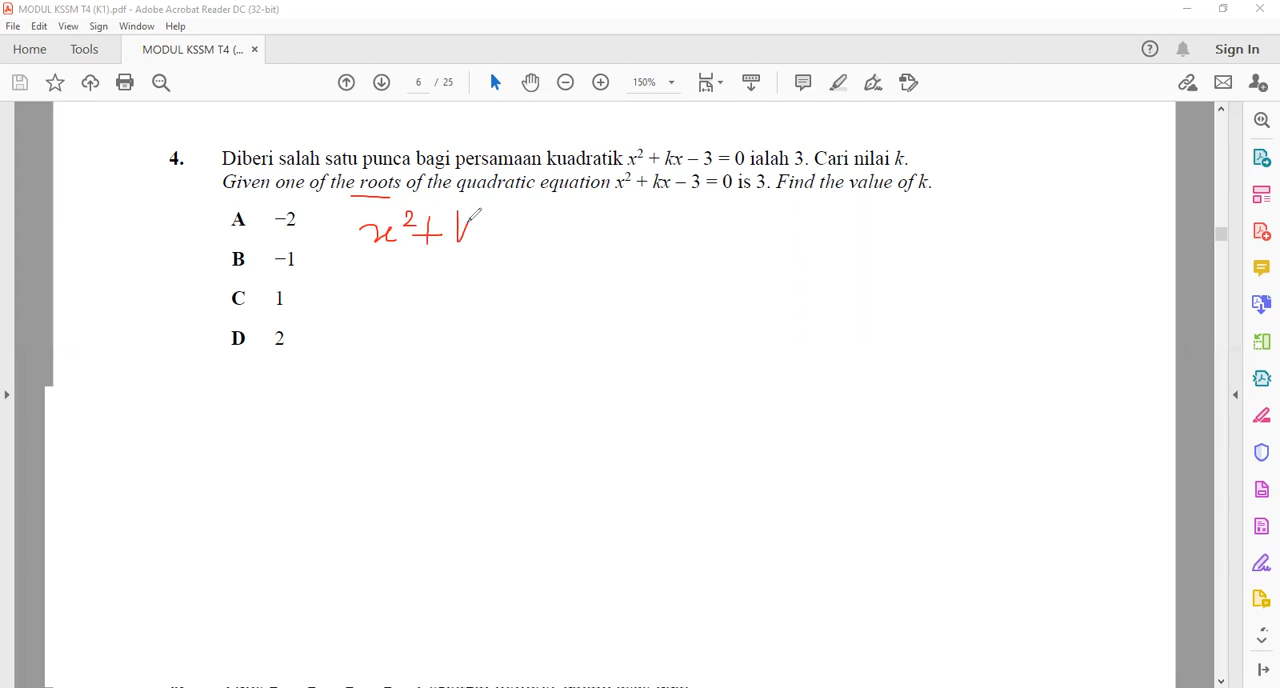 MODUL KSSM T4 (K1).pdf - Adobe Acrobat Reader DC (32-bit)
File Edit View Sign Window Help
Home Tools MODUL KSSM T4 (... × Sign In
6 / 25 150%
4. Diberi salah satu punca bagi persamaan kuadratik x² + kx – 3 = 0 ialah 3. Cari nilai k.
Given one of the roots of the quadratic equation x² + kx – 3 = 0 is 3. Find the value of k.
A −2
x² +
B −1
C 1
D 2